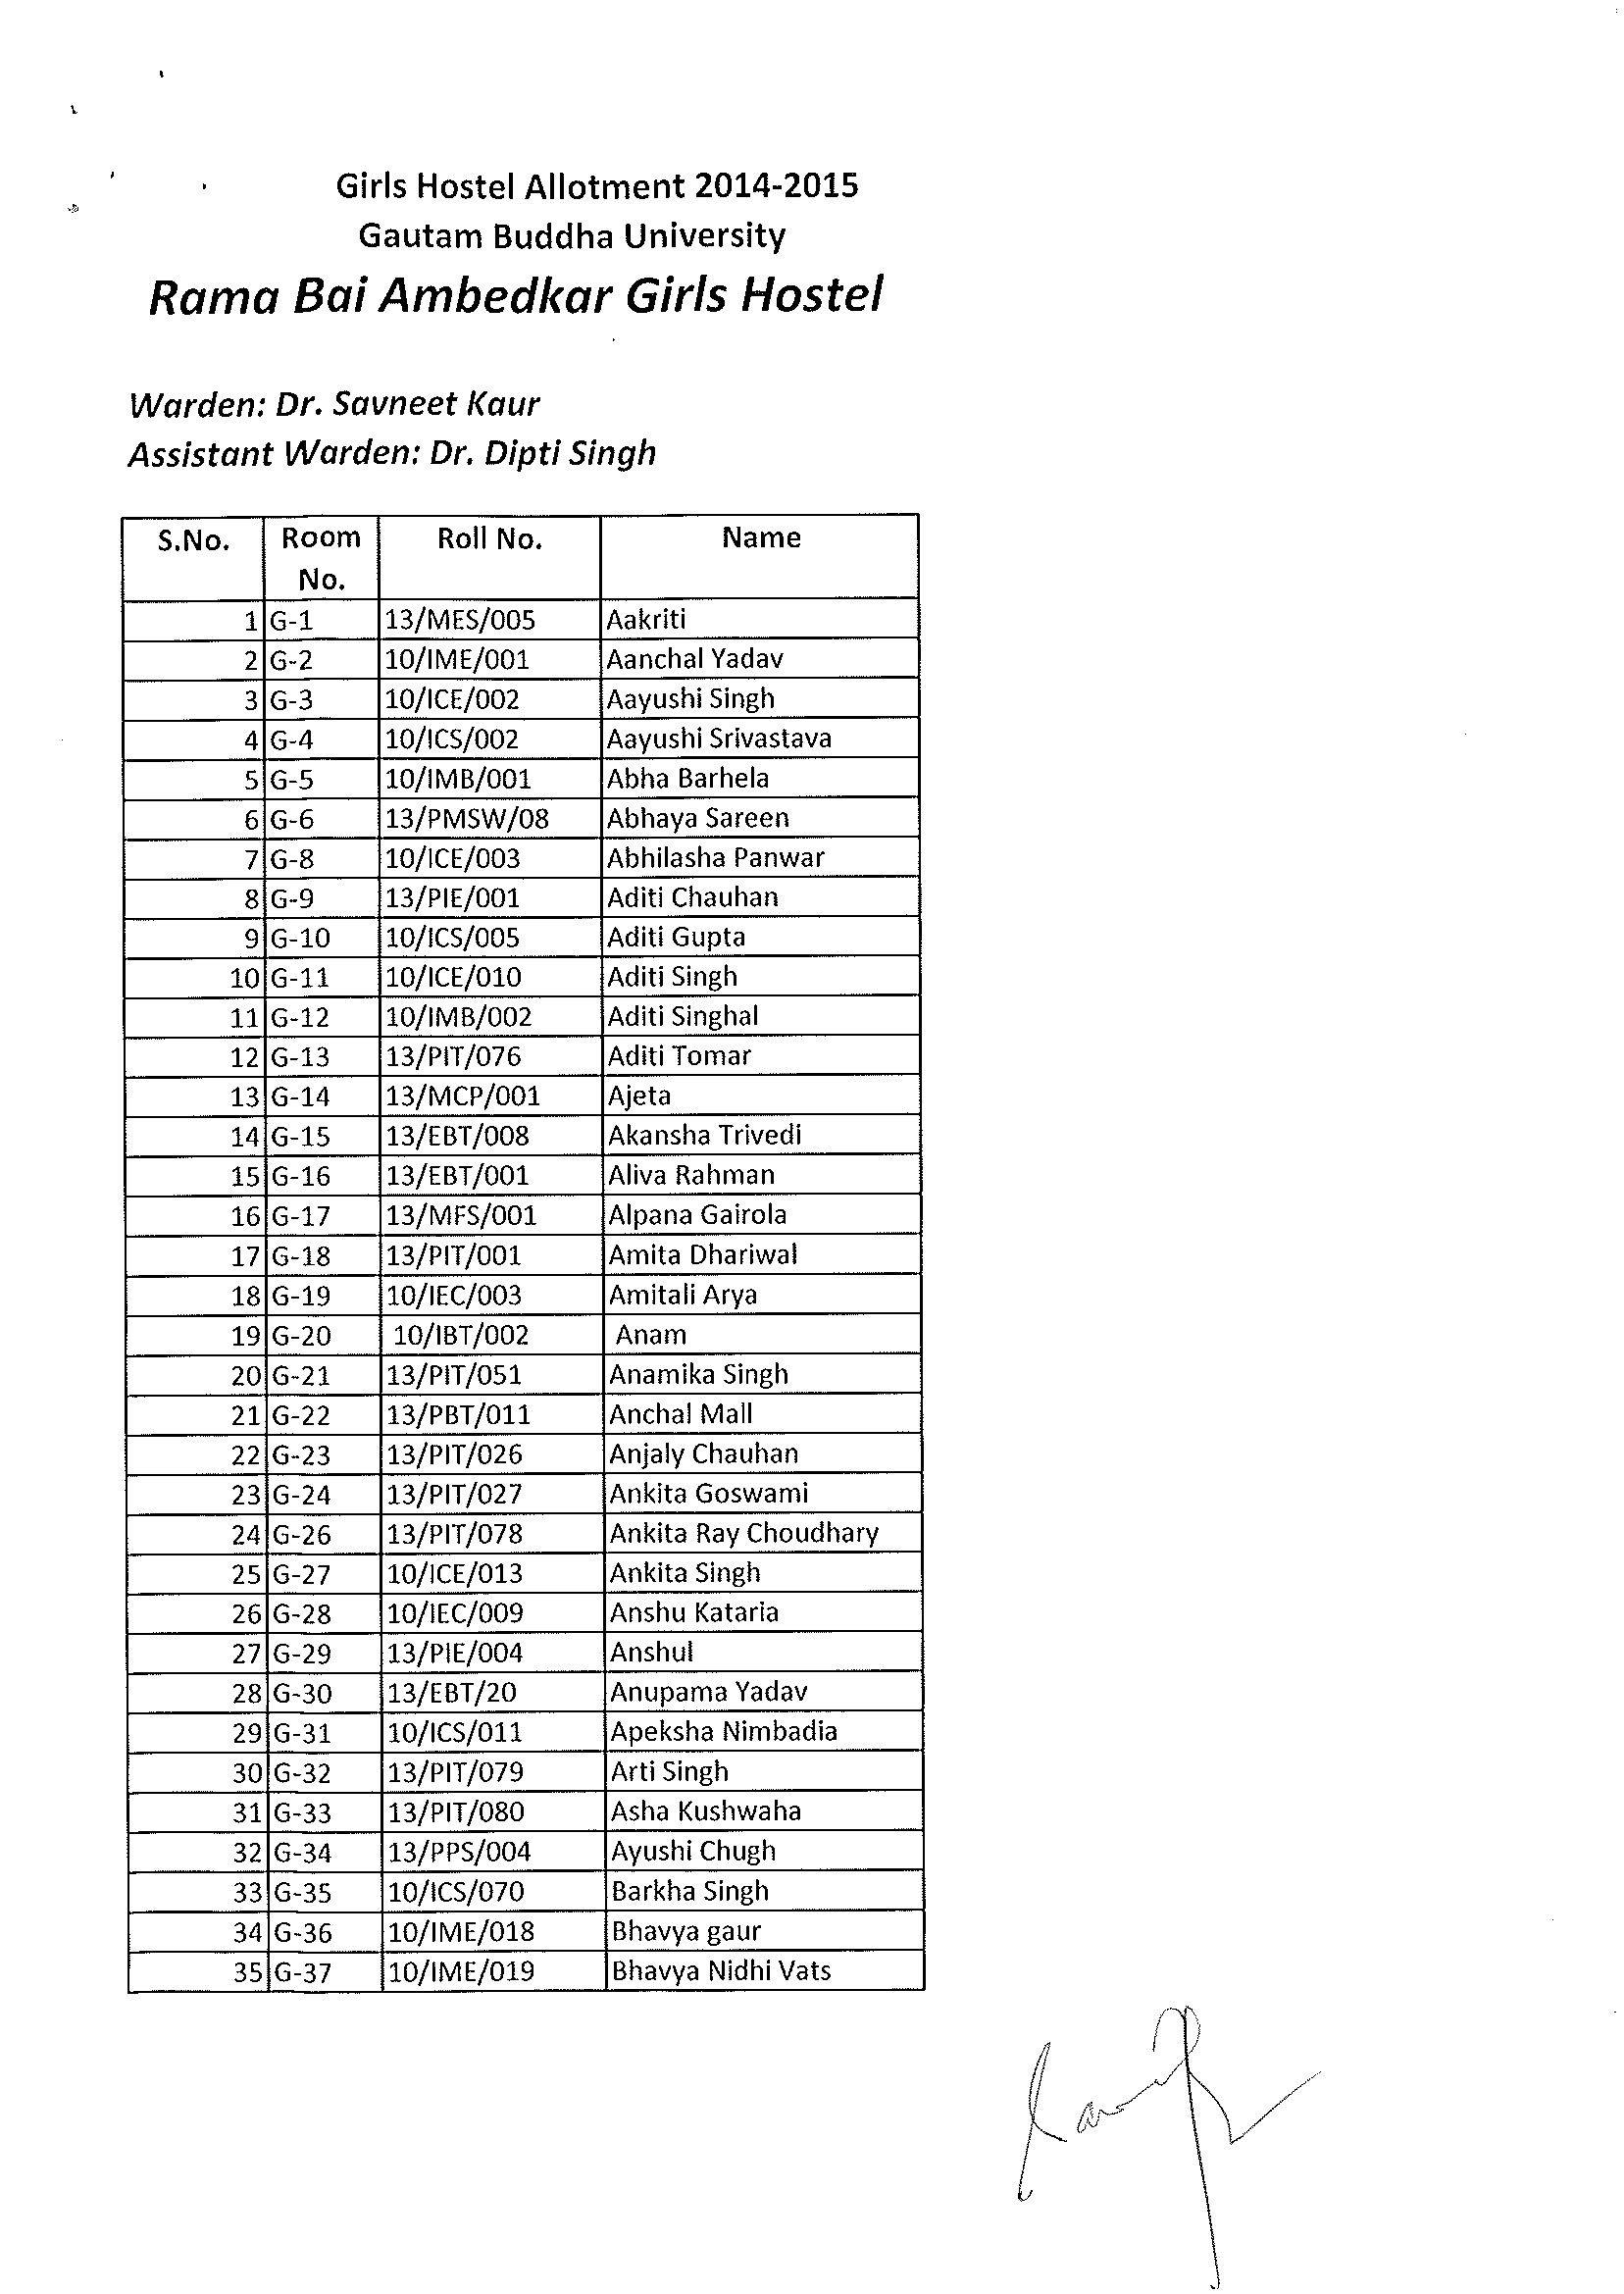 Girls Hostel Allotment 2014-2015
Gautam Buddha University
Rama Bai Ambedkar Girls Hostel
Warden: Dr. Savneet Kaur
Assistant Warden: Dr. Dipti Singh
S.No. Room No. Roll No. Name
1 G-1 13/MES/005 Aakriti
2 G-2 10/IME/001 Aanchal Yadav
3 G-3 10/ICE/002 Aayushi Singh
4 G-4 10/ICS/002 Aayushi Srivastava
5 G-5 10/IMB/001 Abha Barhela
6 G-6 13/PMSW/08 Abhaya Sareen
7 G-8 10/ICE/003 Abhilasha Panwar
8 G-9 13/PIE/001 Aditi Chauhan
9 G-10 10/ICS/005 Aditi Gupta
10 G-11 10/ICE/010 Aditi Singh
11 G-12 10/IMB/002 Aditi Singhal
12 G-13 13/PIT/076 Aditi Tomar
13 G-14 13/MCP/001 Ajeta
14 G-15 13/EBT/008 Akansha Trivedi
15 G-16 13/EBT/001 Aliva Rahman
16 G-17 13/MFS/001 Alpana Gairola
17 G-18 13/PIT/001 Amita Dhariwal
18 G-19 10/IEC/003 Amitali Arya
19 G-20 10/IBT/002 Anam
20 G-21 13/PIT/051 Anamika Singh
21 G-22 13/PBT/011 Anchal Mall
22 G-23 13/PIT/026 Anjaly Chauhan
23 G-24 13/PIT/027 Ankita Goswami
24 G-26 13/PIT/078 Ankita Ray Choudhary
25 G-27 10/ICE/013 Ankita Singh
26 G-28 10/IEC/009 Anshu Kataria
27 G-29 13/PIE/004 Anshul
28 G-30 13/EBT/20 Anupama Yadav
29 G-31 10/ICS/011 Apeksha Nimbadia
30 G-32 13/PIT/079 Arti Singh
31 G-33 13/PIT/080 Asha Kushwaha
32 G-34 13/PPS/004 Ayushi Chugh
33 G-35 10/ICS/070 Barkha Singh
34 G-36 10/IME/018 Bhavya gaur
35 G-37 10/IME/019 Bhavya Nidhi Vats